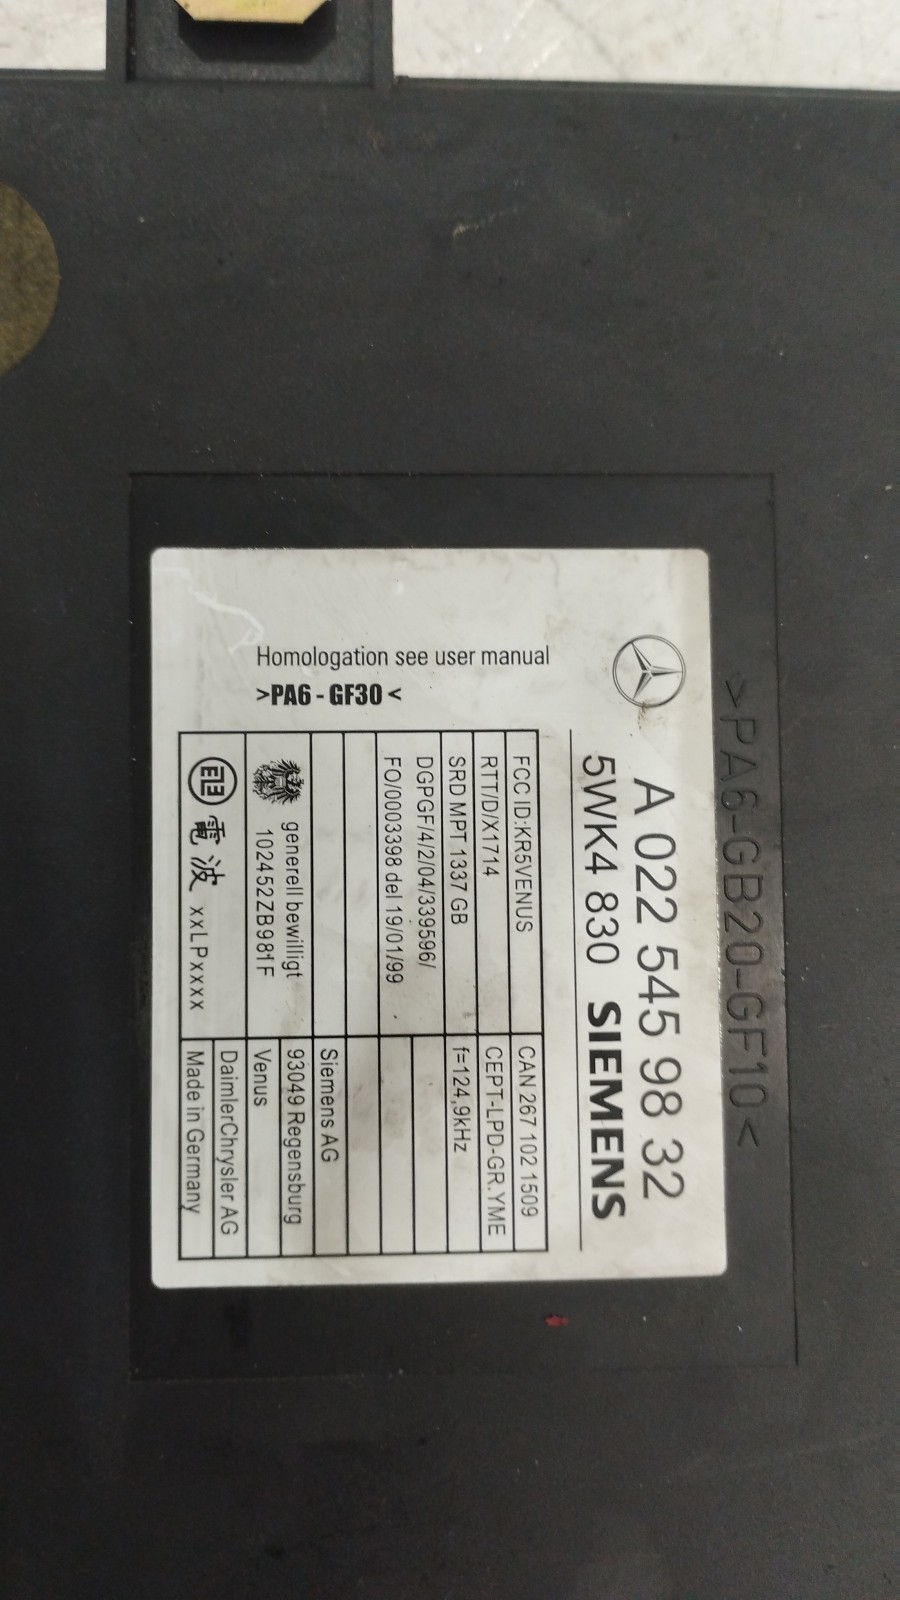 >PA6-GB20-GF10<
A 022 545 98 32
5WK4 830 SIEMENS
Homologation see user manual
>PA6 - GF30<
FCC ID:KR5VENUS
CAN 267 102 1509
RTT/D/X1714
CEPT-LPD-GR.YME
SRD MPT 1337 GB
f=124,9kHz
DGPGF/4/2/04/339596/
FO/0003398 del 19/01/99
Siemens AG
generell bewilligt
93049 Regensburg
102452ZB981F
Venus
電波 xxLPxxxx
DaimlerChrysler AG
Made in Germany